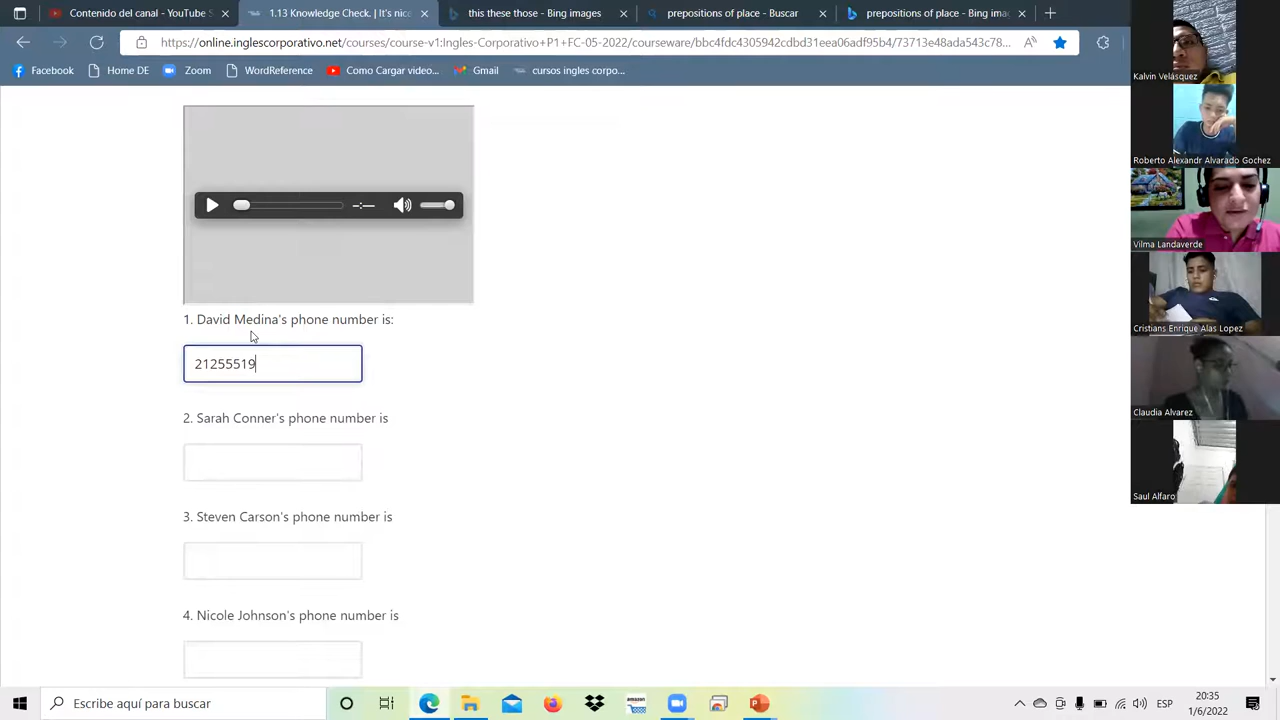 Contenido del canal - YouTube S
1.13 Knowledge Check. | It's nice
this these those - Bing images
prepositions of place - Buscar
prepositions of place - Bing ima
https://online.inglescorporativo.net/courses/course-v1:Ingles-Corporativo+P1+FC-05-2022/courseware/bbc4fdc4305942cdbd31eea06adf95b4/73713e48ada543c78...
Facebook
Home DE
Zoom
WordReference
Como Cargar video...
Gmail
cursos ingles corpo...
-:--
1. David Medina's phone number is:
21255519
2. Sarah Conner's phone number is
3. Steven Carson's phone number is
4. Nicole Johnson's phone number is
Kalvin Velásquez
Roberto Alexandr Alvarado Gochez
Vilma Landaverde
Cristians Enrique Alas Lopez
Claudia Alvarez
Saul Alfaro
Escribe aquí para buscar
amazon
ESP
20:35
1/6/2022